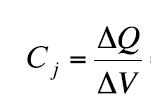 C_j = ΔQ/ΔV =